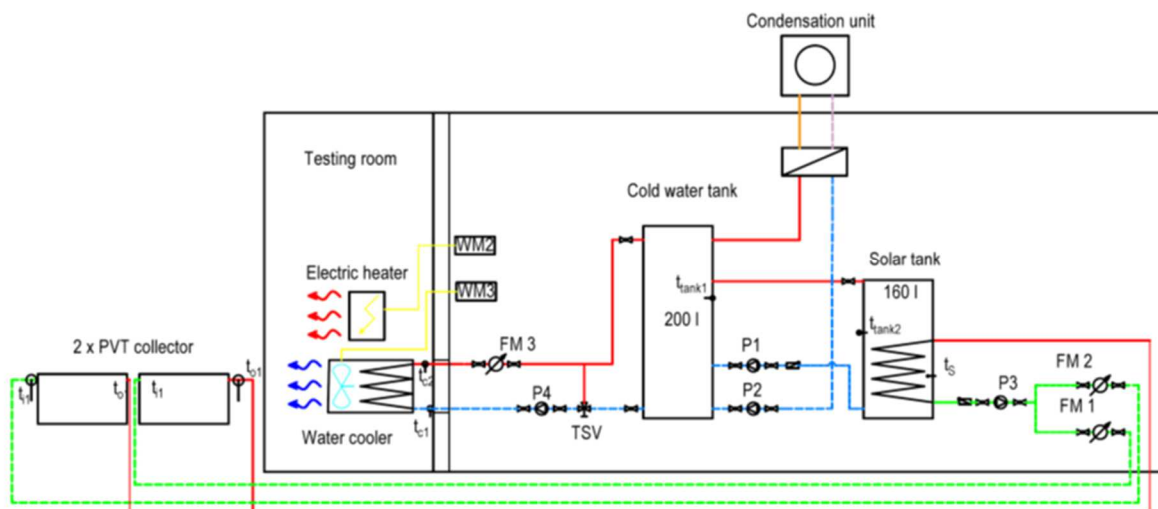 Condensation unit
Testing room
Cold water tank
WM2
Solar tank
Electric heater
WM3
t_tank1
160 l
200 l
t_tank2
2 x PVT collector
FM 3
P1
FM 2
t_o1
t_c2
t_S
P3
t_i1
t_o
t_i1
P4
P2
FM 1
TSV
Water cooler
t_c1